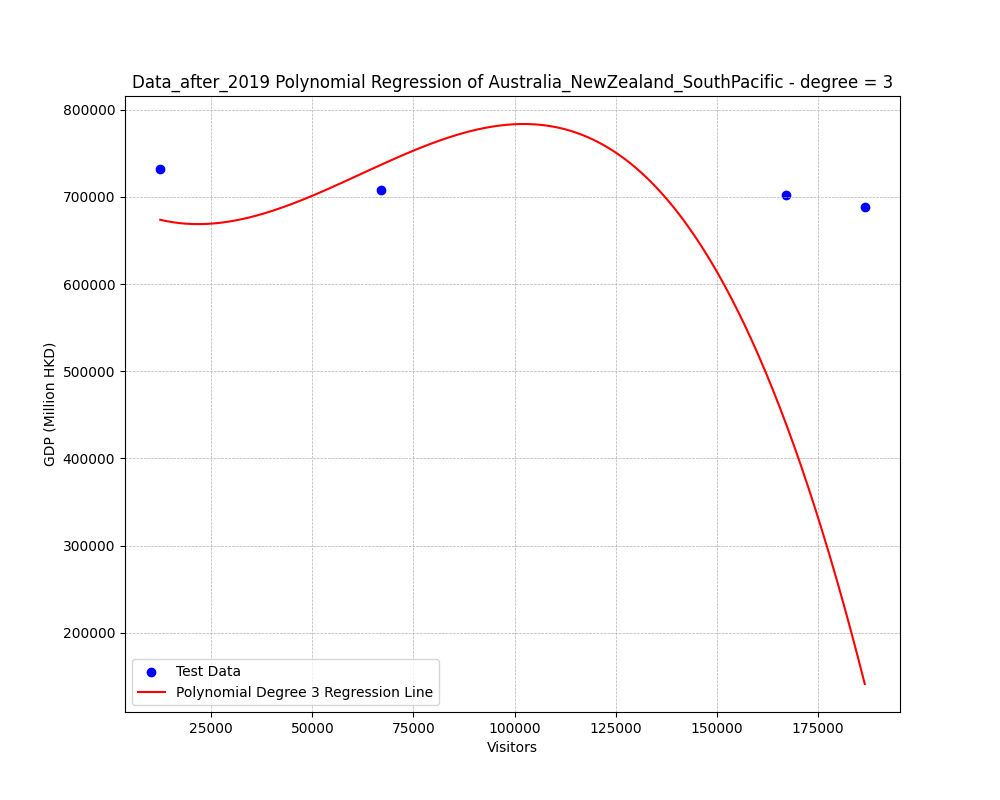 Data_after_2019 Polynomial Regression of Australia_NewZealand_SouthPacific - degree = 3
800000
700000
600000
500000
400000
300000
200000
GDP (Million HKD)
Test Data
Polynomial Degree 3 Regression Line
25000 50000 75000 100000 125000 150000 175000
Visitors